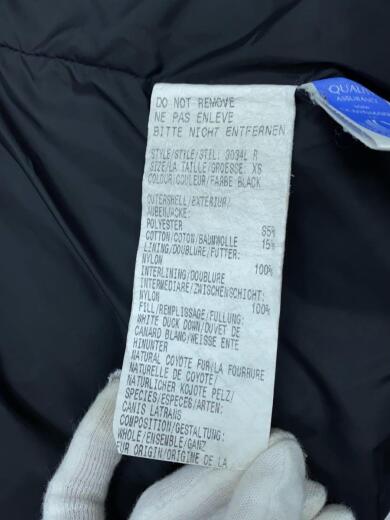 DO NOT REMOVE
NE PAS ENLEVE
BITTE NICHT ENTFERNEN
STYLE/STYLE/STIL: 3034L R
SIZE/LA TAILLE/GROESSE: XS
COLOUR/COULEUR/FARBE BLACK
OUTERSHELL/EXTERIEUR/
AUBENJACKE:
POLYESTER 85%
COTTON/COTON/BAUMWOLLE 15%
LINING/DOUBLURE/FUTTER:
NYLON 100%
INTERLINING/DOUBLURE
INTERMEDIARE/ZWISCHENSCHICHT:
NYLON 100%
FILL/REMPLISSAGE/FULLUNG:
WHITE DUCK DOWN/DUVET DE
CANARD BLANC/WEISSE ENTE
HINUNTER
NATURAL COYOTE FUR/LA FOURRURE
NATURELLE DE COYOTE/
NATURLICHER KOJOTE PELZ/
SPECIES/ESPECES/ARTEN:
CANIS LATRANS
COMPOSITION/GESTALTUNG:
WHOLE/ENSEMBLE/GANZ
FUR ORIGIN/ORIGINE DE LA
QUALI
ASSURANC